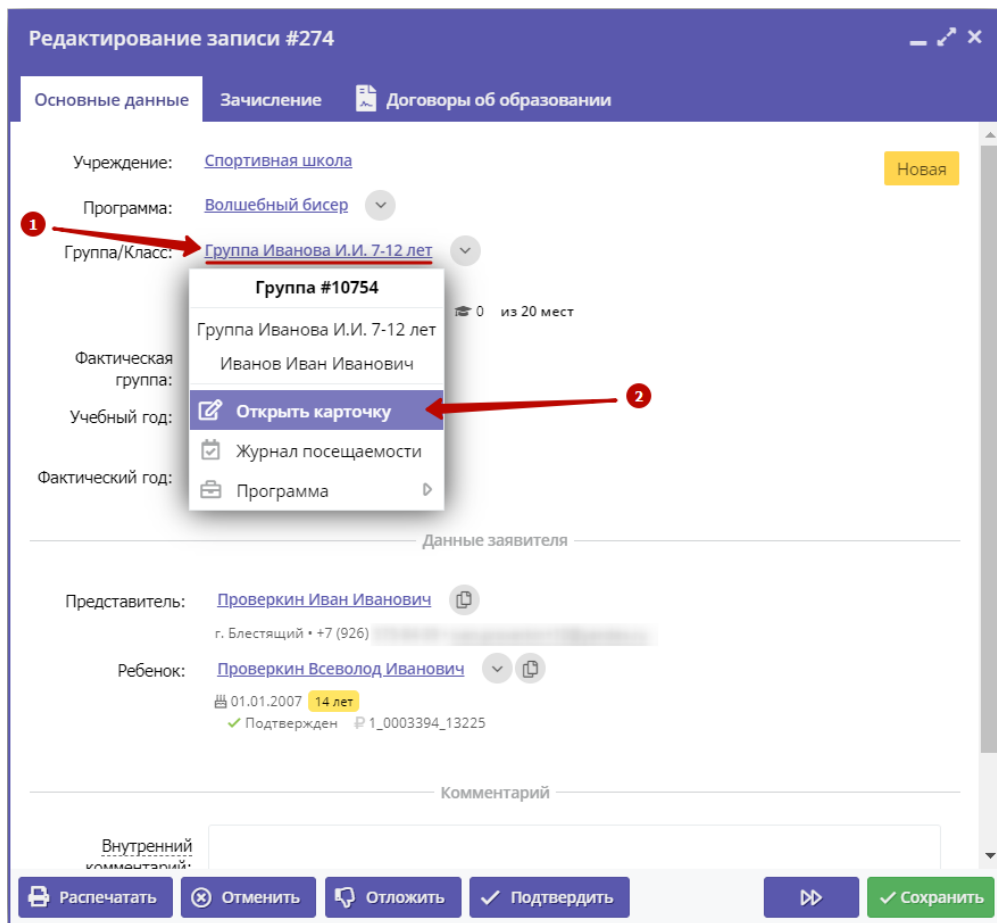 Редактирование записи #274
Основные данные Зачисление Договоры об образовании
Учреждение: Спортивная школа
Новая
Программа: Волшебный бисер
1
Группа/Класс: Группа Иванова И.И. 7-12 лет
Группа #10754
0 из 20 мест
Группа Иванова И.И. 7-12 лет
Иванов Иван Иванович
Фактическая
группа:
Открыть карточку
2
Учебный год:
Журнал посещаемости
Фактический год:
Программа
Данные заявителя
Представитель: Проверкин Иван Иванович
г. Блестящий • +7 (926)
Ребенок: Проверкин Всеволод Иванович
01.01.2007 14 лет
Подтвержден ₽ 1_0003394_13225
Комментарий
Внутренний
комментарий:
Распечатать Отменить Отложить Подтвердить Сохранить